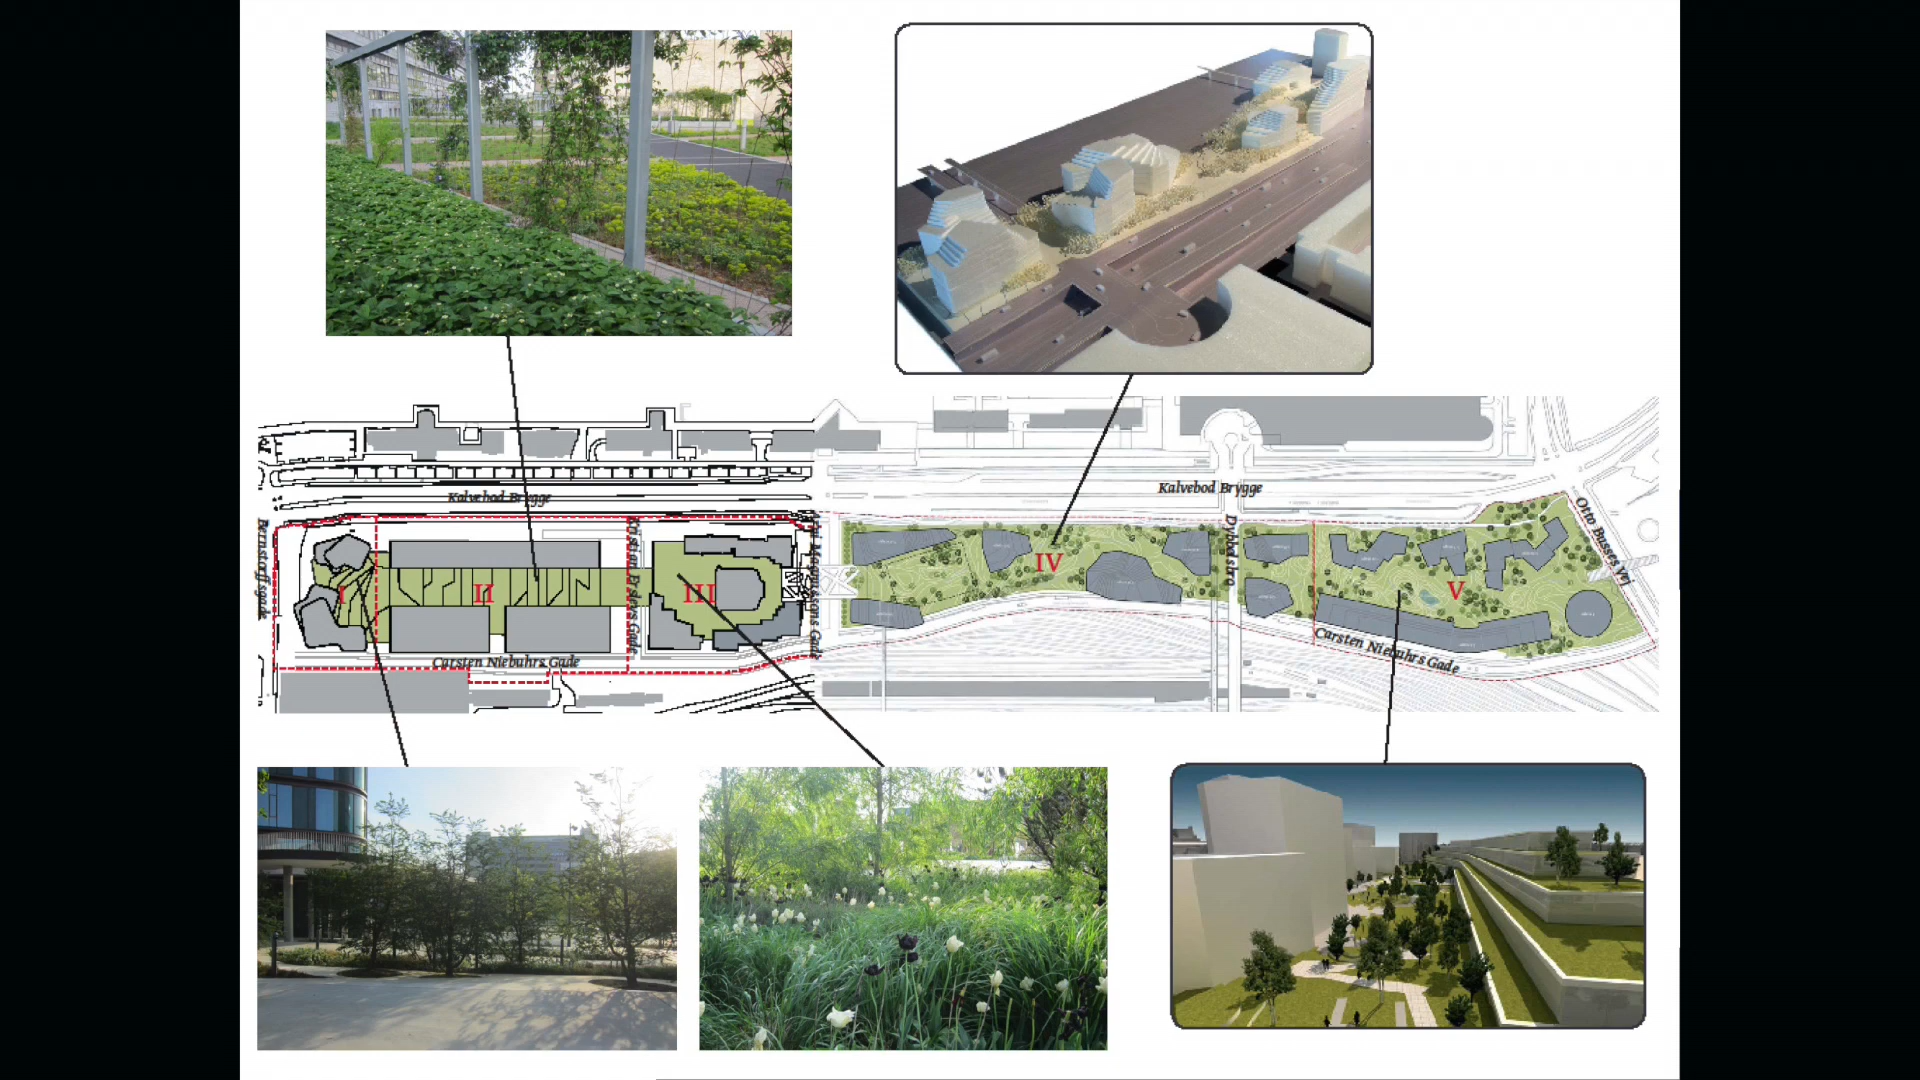 Kalvebod Brygge
Kalvebod Brygge
Bernstorffsgade
Otto Busses Vej
Dybbølsbro
I
II
III
IV
V
Carsten Niebuhrs Gade
Carsten Niebuhrs Gade